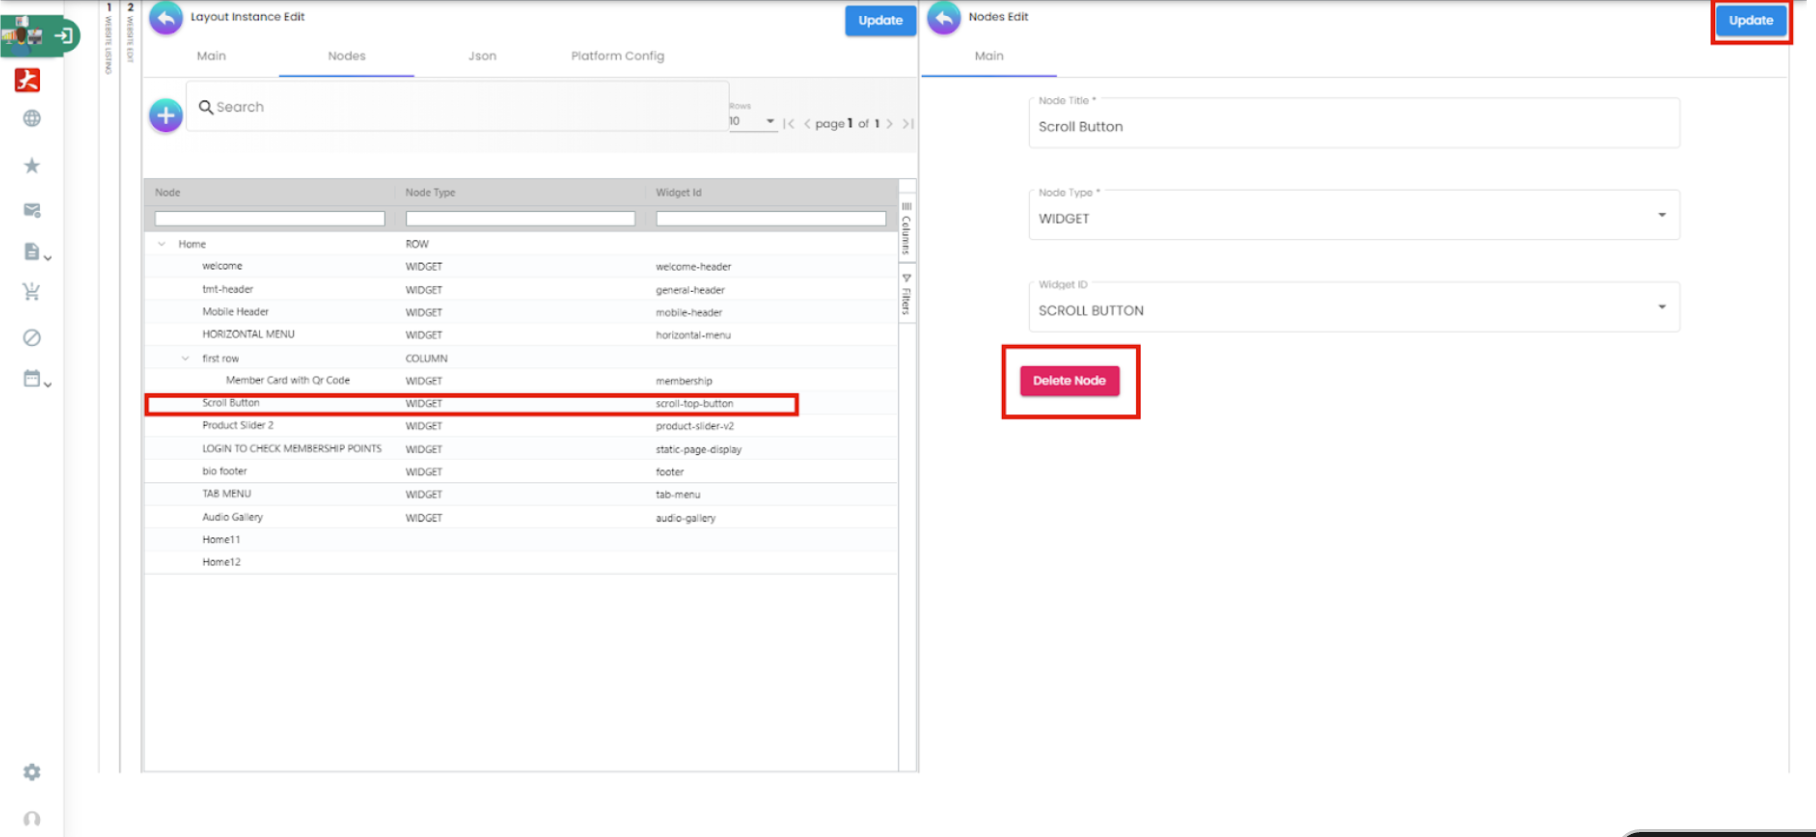 1 WEBSITE LISTING
2 WEBSITE EDIT
Layout Instance Edit
Update
Main
Nodes
Json
Platform Config
Search
Rows
10
page 1 of 1
Node
Node Type
Widget Id
Home ROW
welcome WIDGET welcome-header
tmt-header WIDGET general-header
Mobile Header WIDGET mobile-header
HORIZONTAL MENU WIDGET horizontal-menu
first row COLUMN
Member Card with Qr Code WIDGET membership
Scroll Button WIDGET scroll-top-button
Product Slider 2 WIDGET product-slider-v2
LOGIN TO CHECK MEMBERSHIP POINTS WIDGET static-page-display
bio footer WIDGET footer
TAB MENU WIDGET tab-menu
Audio Gallery WIDGET audio-gallery
Home11
Home12
Columns
Filters
Nodes Edit
Update
Main
Node Title *
Scroll Button
Node Type *
WIDGET
Widget ID
SCROLL BUTTON
Delete Node